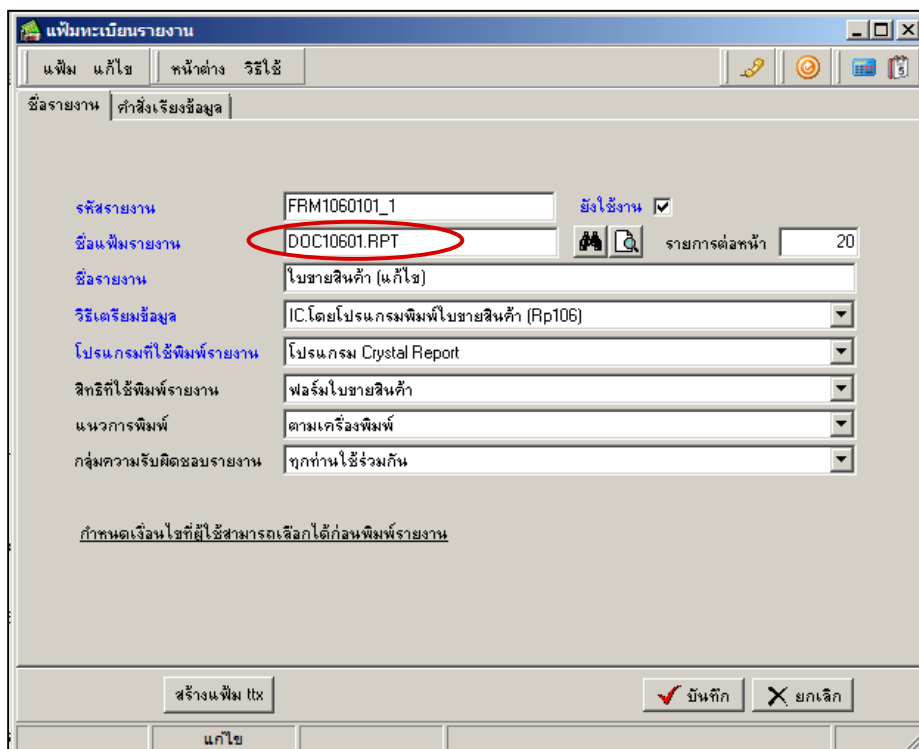 แฟ้มทะเบียนรายงาน
แฟ้ม แก้ไข หน้าต่าง วิธีใช้ 5
ชื่อรายงาน คำสั่งเรียงข้อมูล
รหัสรายงาน FRM1060101_1 ยังใช้งาน
ชื่อแฟ้มรายงาน DOC10601.RPT รายการต่อหน้า 20
ชื่อรายงาน ใบขายสินค้า (แก้ไข)
วิธีเตรียมข้อมูล IC.โดยโปรแกรมพิมพ์ใบขายสินค้า (Rp106)
โปรแกรมที่ใช้พิมพ์รายงาน โปรแกรม Crystal Report
สิทธิที่ใช้พิมพ์รายงาน ฟอร์มใบขายสินค้า
แนวการพิมพ์ ตามเครื่องพิมพ์
กลุ่มความรับผิดชอบรายงาน ทุกท่านใช้ร่วมกัน
กำหนดเงื่อนไขที่ผู้ใช้สามารถเลือกได้ก่อนพิมพ์รายงาน
สร้างแฟ้ม ttx บันทึก ยกเลิก
แก้ไข